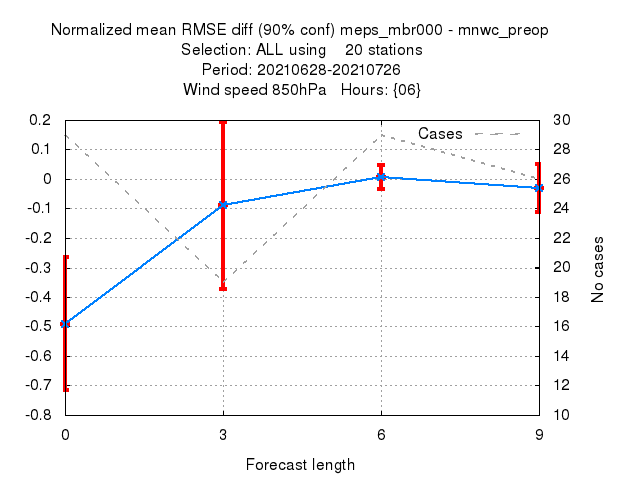 Normalized mean RMSE diff (90% conf) meps_mbr000 - mnwc_preop
Selection: ALL using 20 stations
Period: 20210628-20210726
Wind speed 850hPa Hours: {06}
Cases
0.2
0.1
0
-0.1
-0.2
-0.3
-0.4
-0.5
-0.6
-0.7
-0.8
30
28
26
24
22
20
18
16
14
12
10
No cases
0 3 6 9
Forecast length